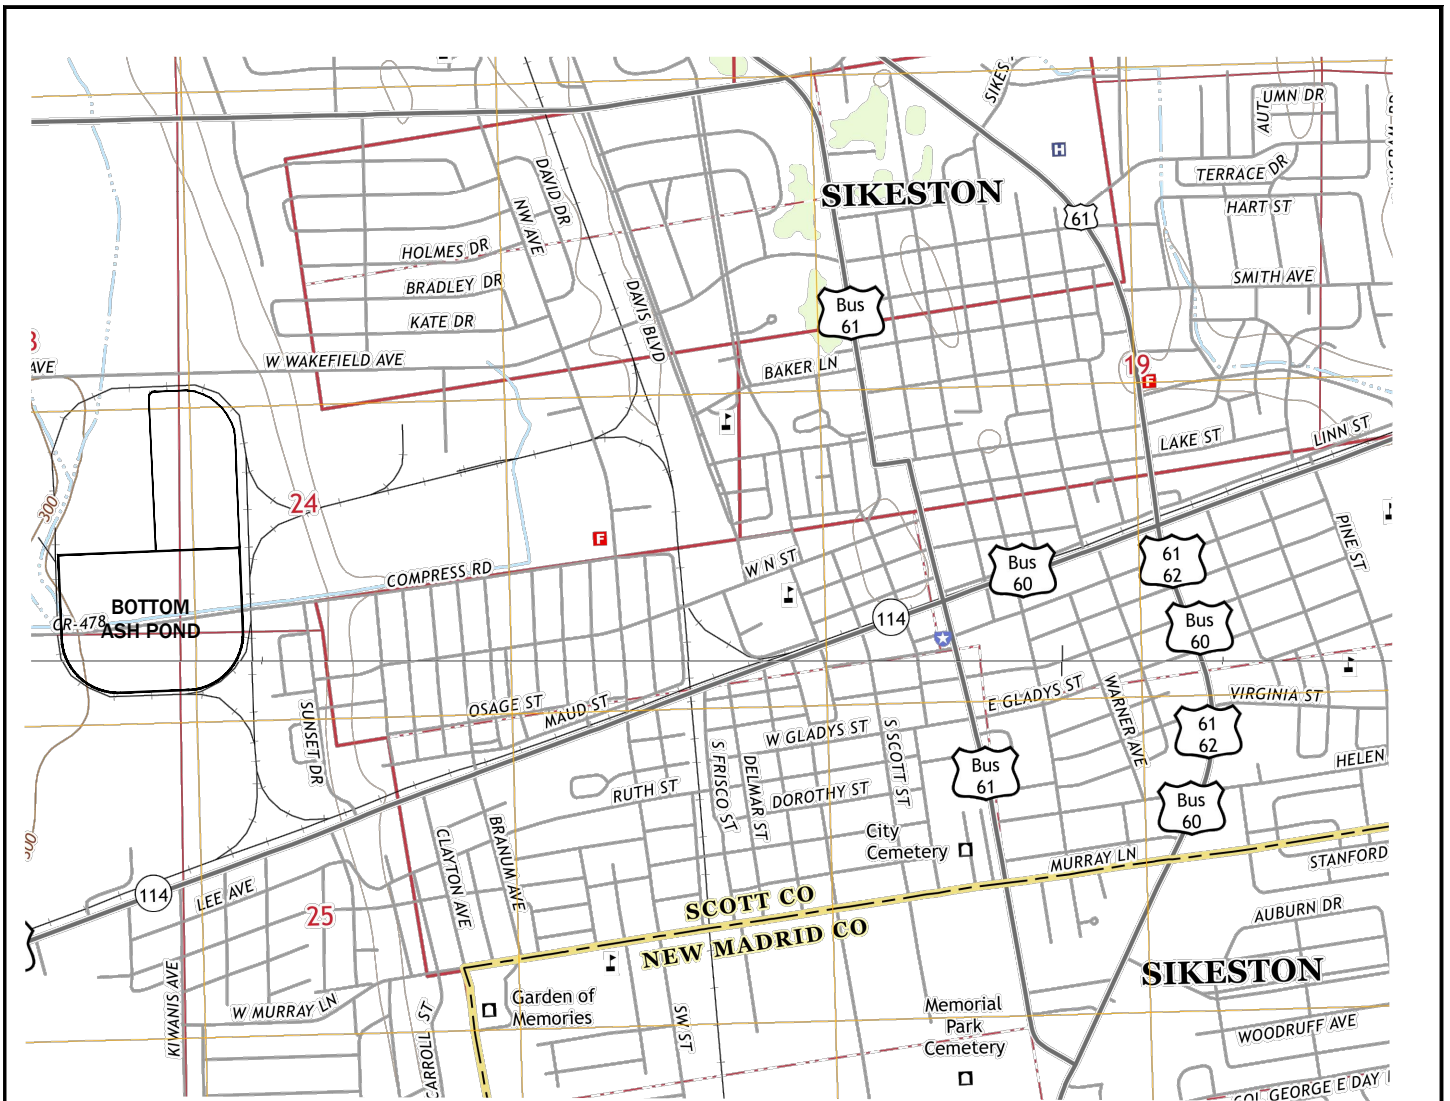 SIKES
AUTUMN DR
TERRACE DR
HART ST
SMITH AVE
H
61
SIKESTON
DAVID DR
NW AVE
HOLMES DR
BRADLEY DR
KATE DR
DAVIS BLVD
Bus
61
AVE
W WAKEFIELD AVE
BAKER LN
19
F
LAKE ST
LINN ST
300
24
F
PINE ST
COMPRESS RD
W N ST
Bus
60
61
62
BOTTOM
ASH POND
CR-478
114
Bus
60
OSAGE ST
MAUD ST
E GLADYS ST
WARNER AVE
VIRGINIA ST
SUNSET DR
W GLADYS ST
S SCOTT ST
61
62
S FRISCO ST
DELMAR ST
Bus
61
HELEN
RUTH ST
DOROTHY ST
Bus
60
300
CLAYTON AVE
BRANUM AVE
City
Cemetery
MURRAY LN
STANFORD
114
LEE AVE
25
SCOTT CO
NEW MADRID CO
AUBURN DR
SIKESTON
KIWANIS AVE
W MURRAY LN
CARROLL ST
Garden of
Memories
SW ST
Memorial
Park
Cemetery
WOODRUFF AVE
COL GEORGE E DAY